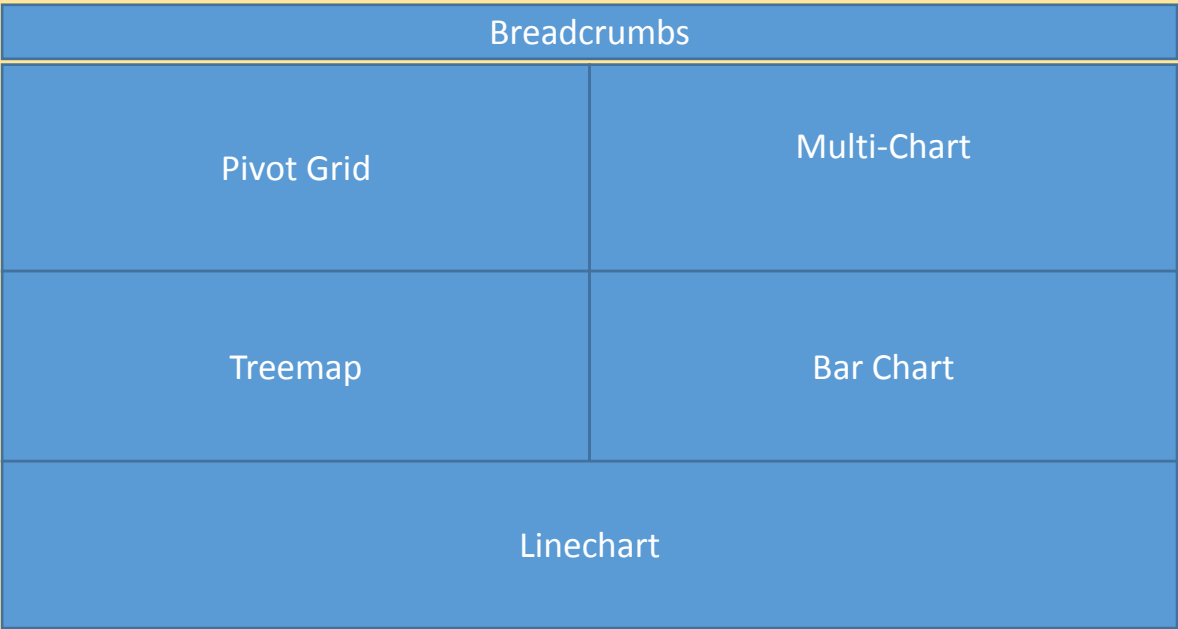 Breadcrumbs
Pivot Grid
Multi-Chart
Treemap
Bar Chart
Linechart